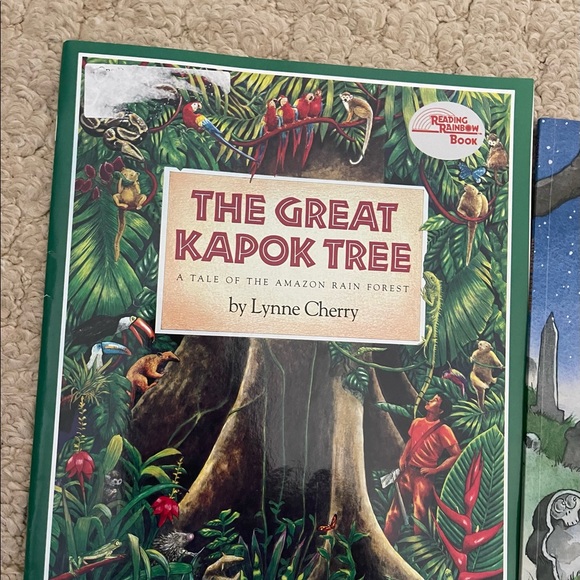 READING
RAINBOW
BOOK
THE GREAT
KAPOK TREE
A TALE OF THE AMAZON RAIN FOREST
by Lynne Cherry